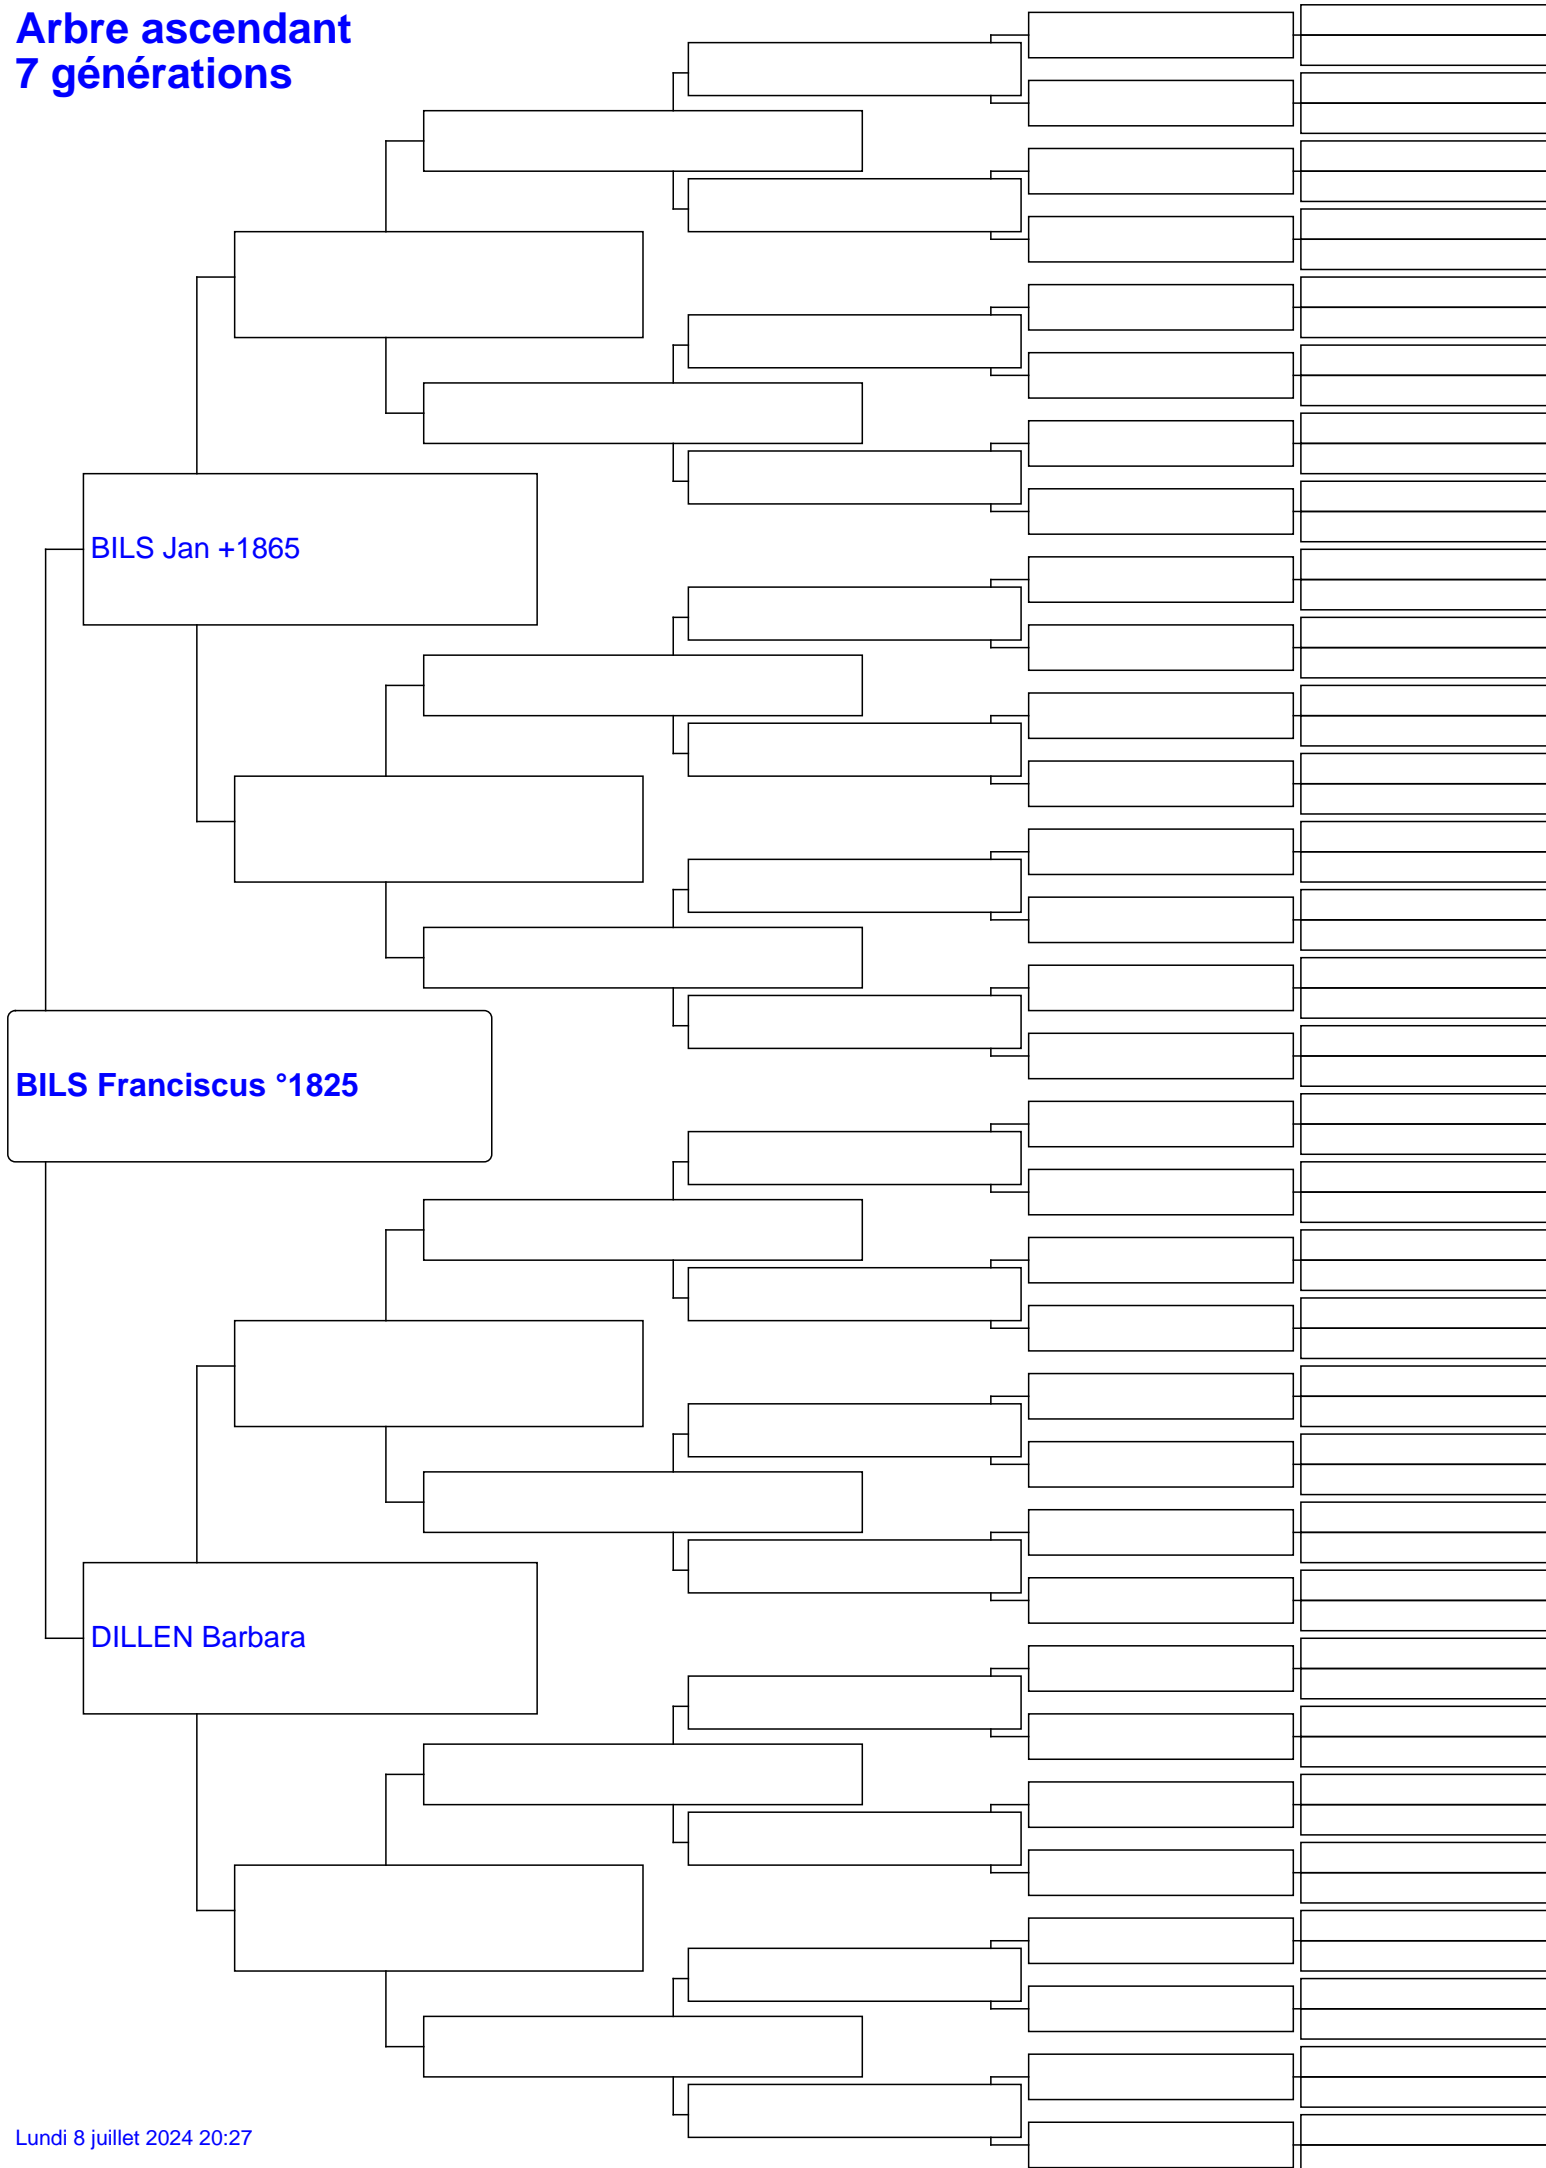 Arbre ascendant
7 générations
BILS Jan +1865
BILS Franciscus °1825
DILLEN Barbara
Lundi 8 juillet 2024 20:27